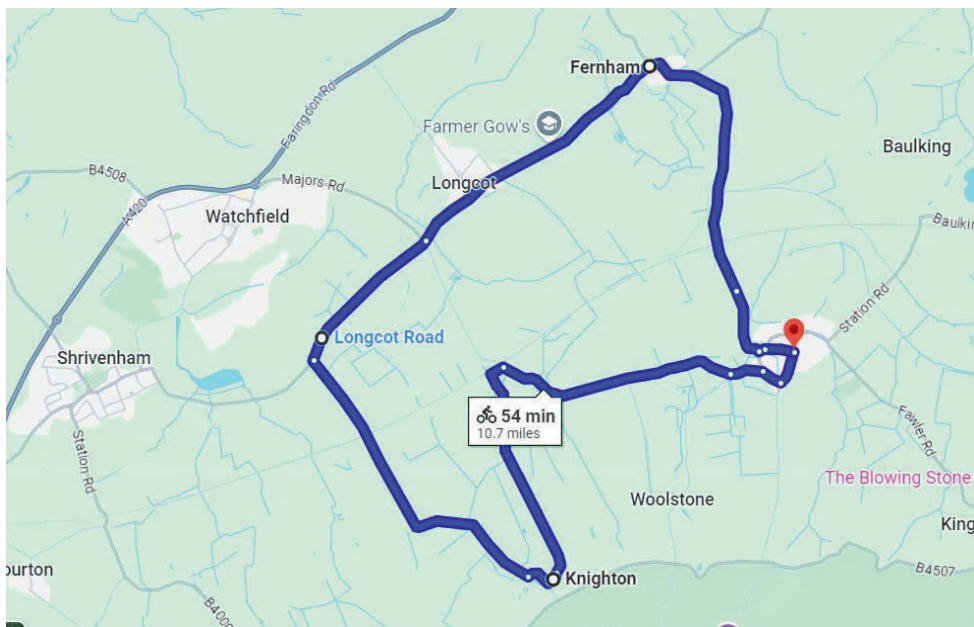 Fernham
Faringdon Rd
Farmer Gow's
Baulking
B4508
Majors Rd
Longcot
A420
Watchfield
Baulkin
Station Rd
Longcot Road
Shrivenham
54 min
10.7 miles
Fawler Rd
Station Rd
The Blowing Stone
Woolstone
King
ourton
Knighton
B4507
B4000